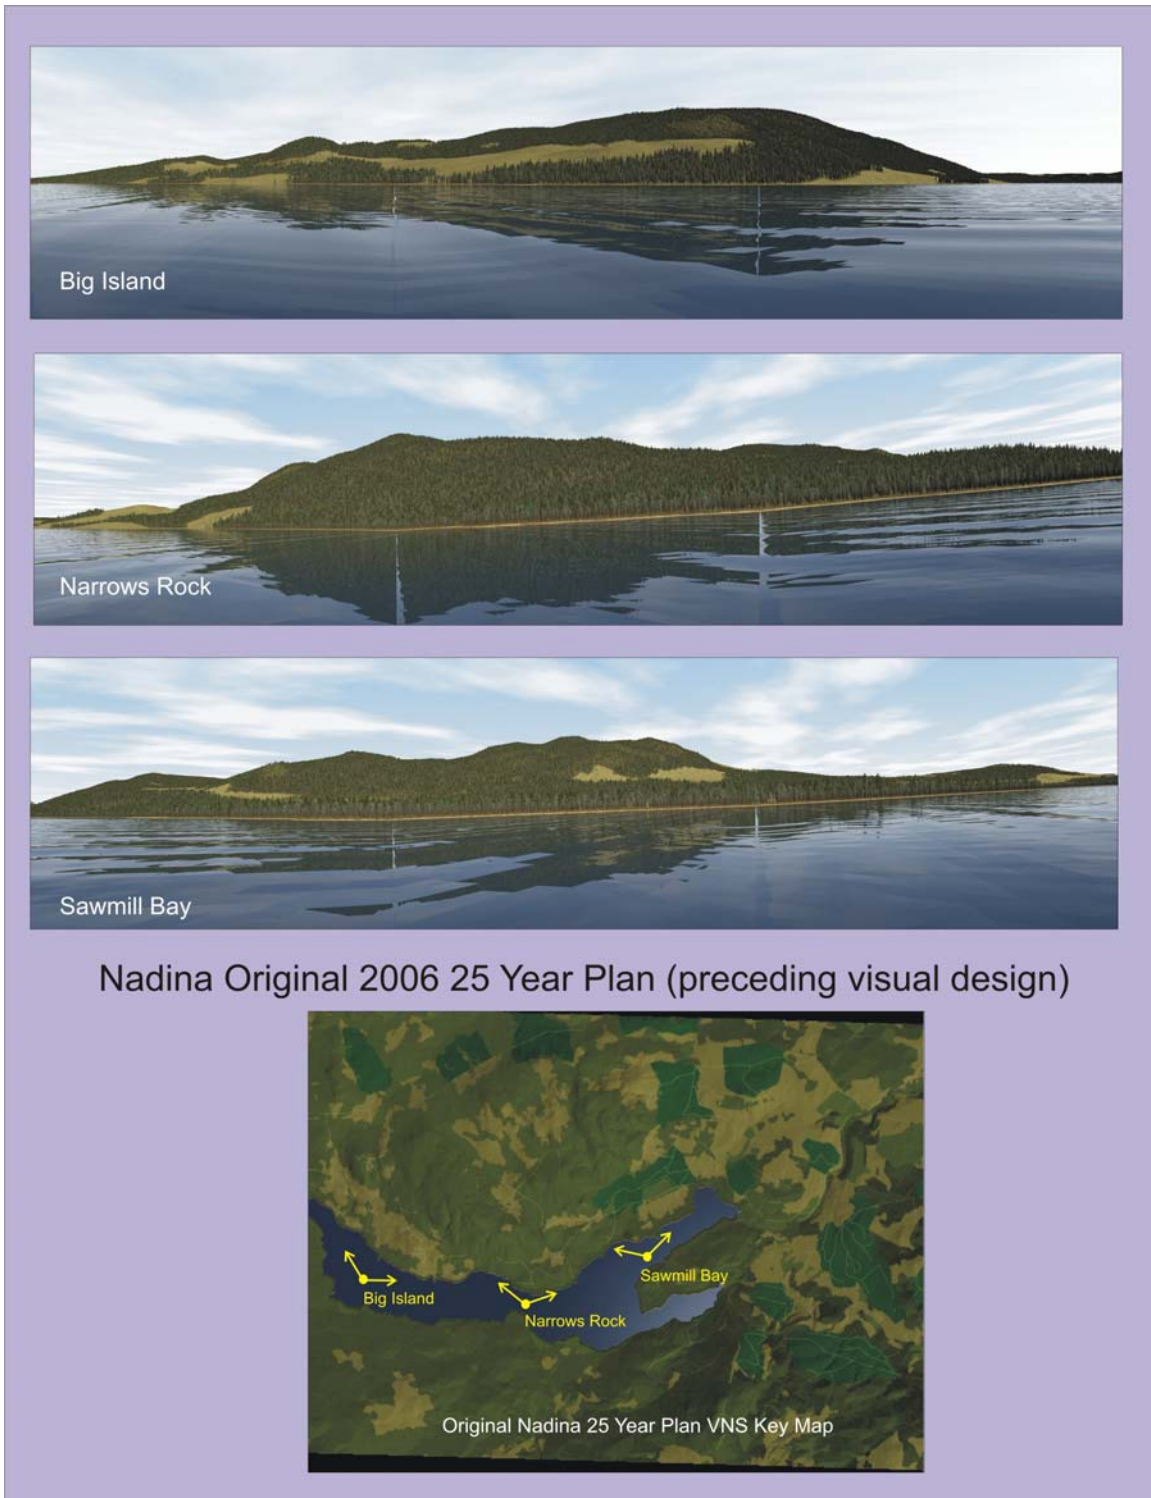 Big Island
Narrows Rock
Sawmill Bay
Nadina Original 2006 25 Year Plan (preceding visual design)
Sawmill Bay
Big Island
Narrows Rock
Original Nadina 25 Year Plan VNS Key Map